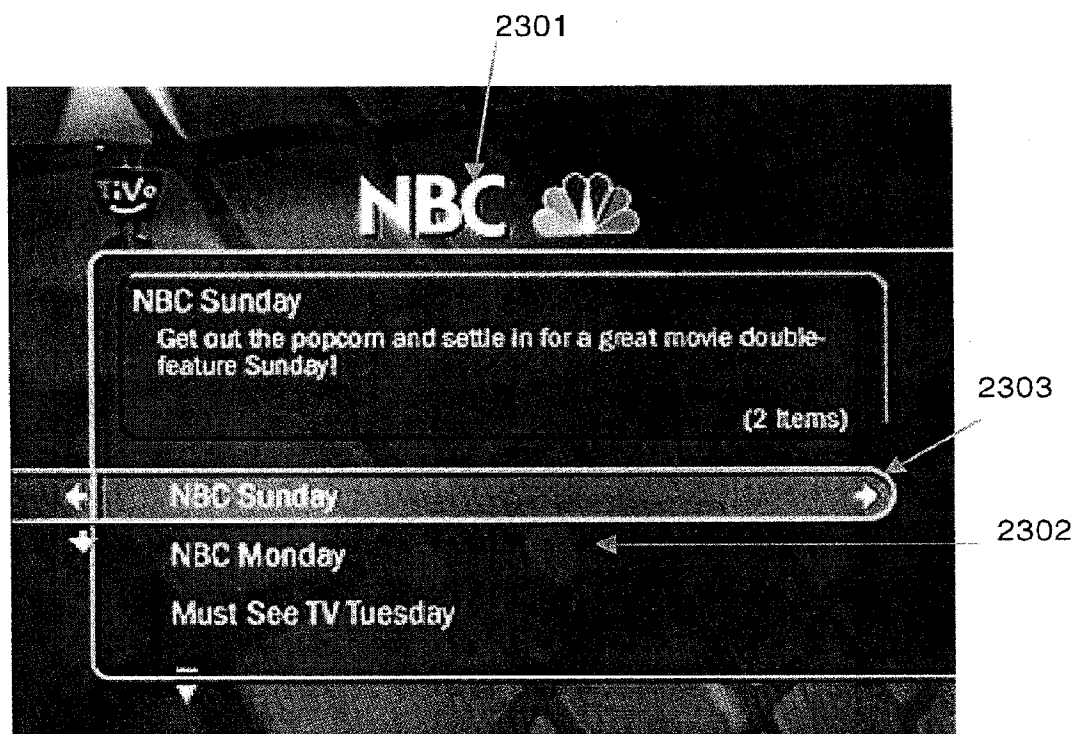 2301
TiVo
NBC
NBC Sunday
Get out the popcorn and settle in for a great movie double-
feature Sunday!
(2 items)
2303
NBC Sunday
2302
NBC Monday
Must See TV Tuesday